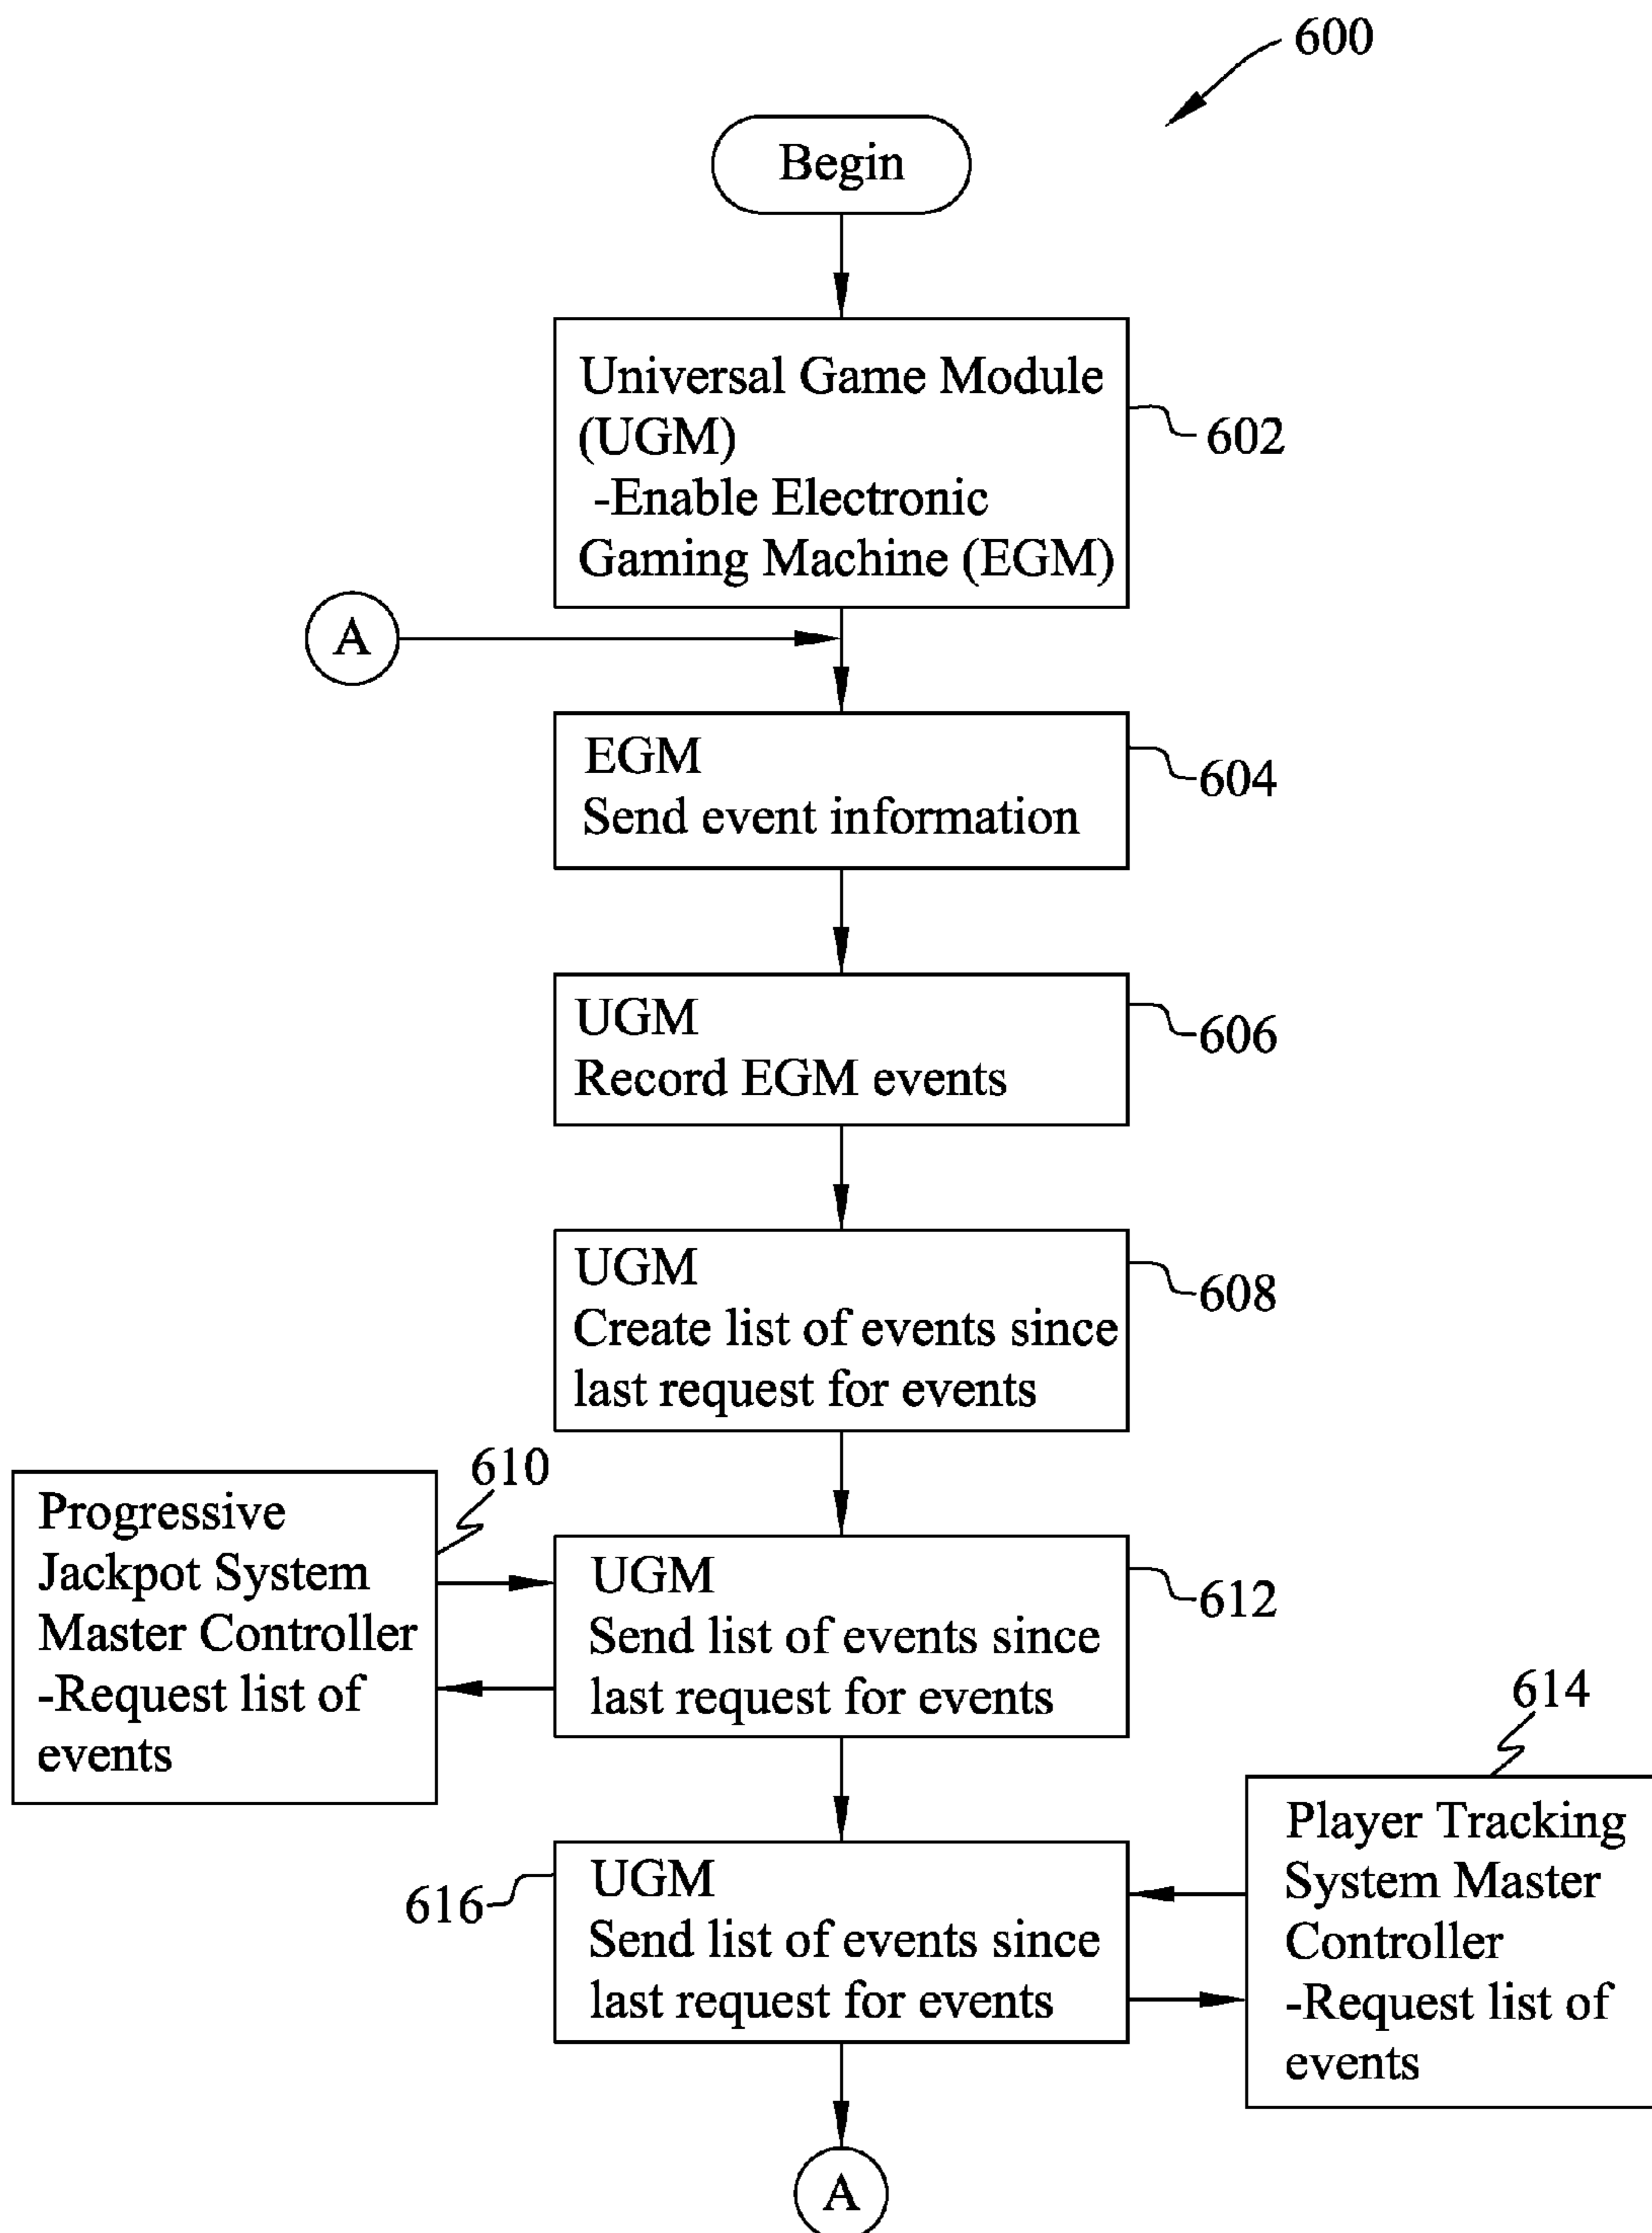 600
Begin
Universal Game Module
(UGM)
-Enable Electronic
Gaming Machine (EGM)
602
A
EGM
Send event information
604
UGM
Record EGM events
606
UGM
Create list of events since
last request for events
608
610
Progressive
Jackpot System
Master Controller
-Request list of
events
UGM
Send list of events since
last request for events
612
614
Player Tracking
System Master
Controller
-Request list of
events
616
UGM
Send list of events since
last request for events
A